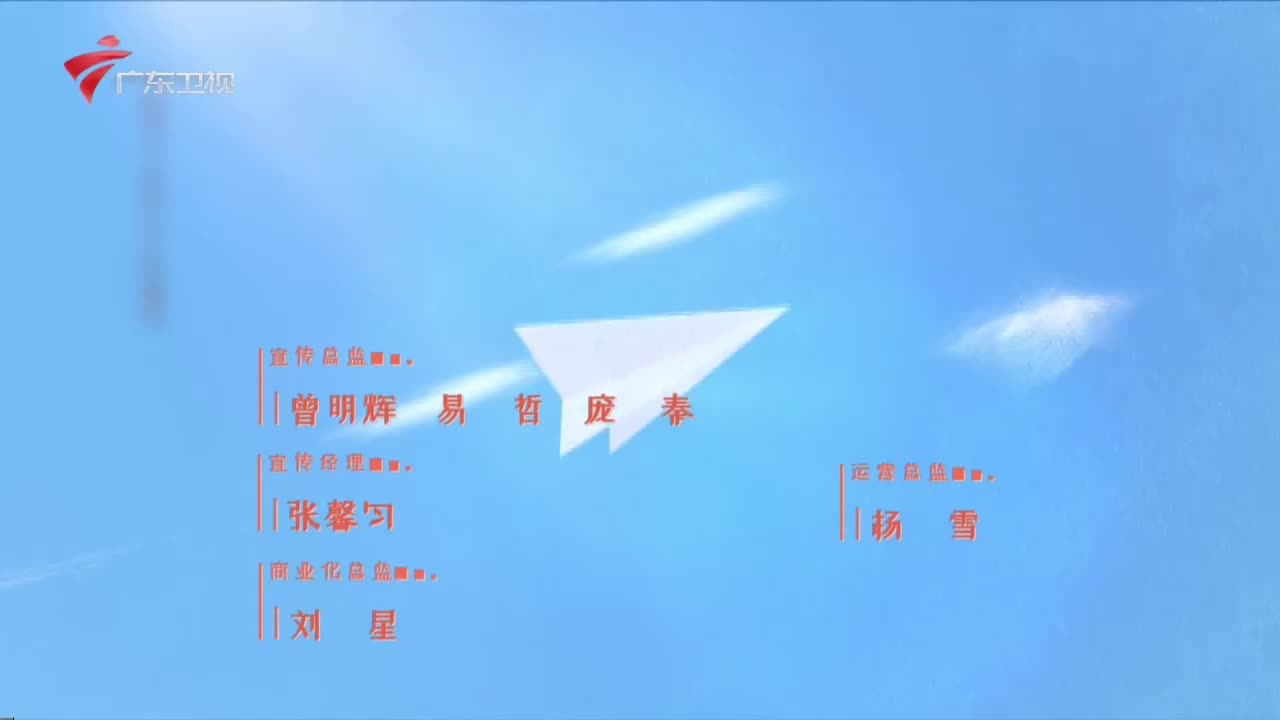 广东卫视
宣传总监
曾明辉 易 哲 庞 春
宣传经理
张馨匀
商业化总监
刘 星
运营总监
杨 雪